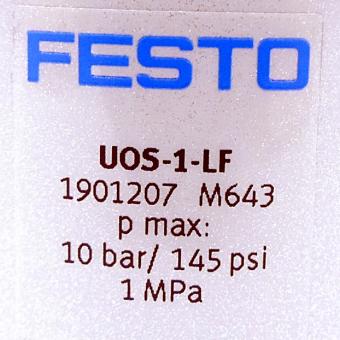 FESTO
UOS-1-LF
1901207 M643
p max:
10 bar/ 145 psi
1 MPa